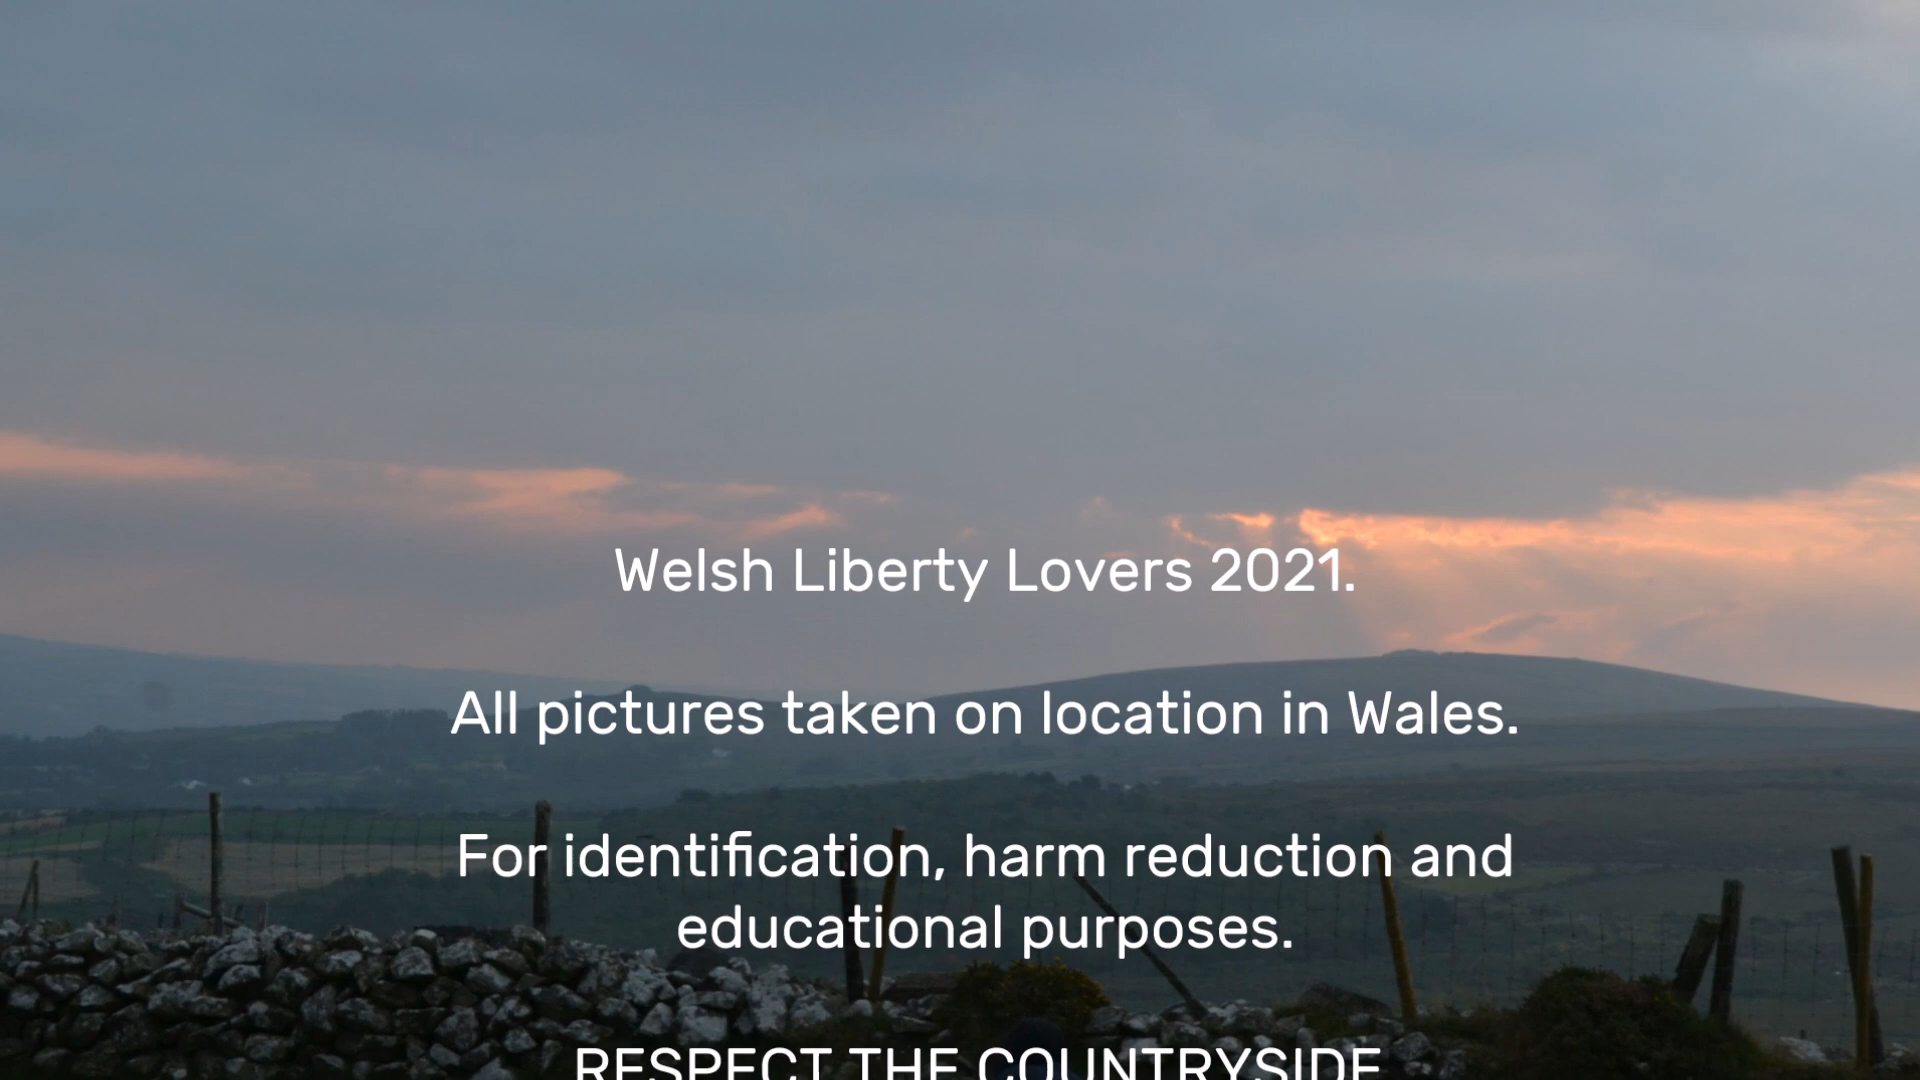 Welsh Liberty Lovers 2021.
All pictures taken on location in Wales.
For identification, harm reduction and
educational purposes.
RESPECT THE COUNTRYSIDE